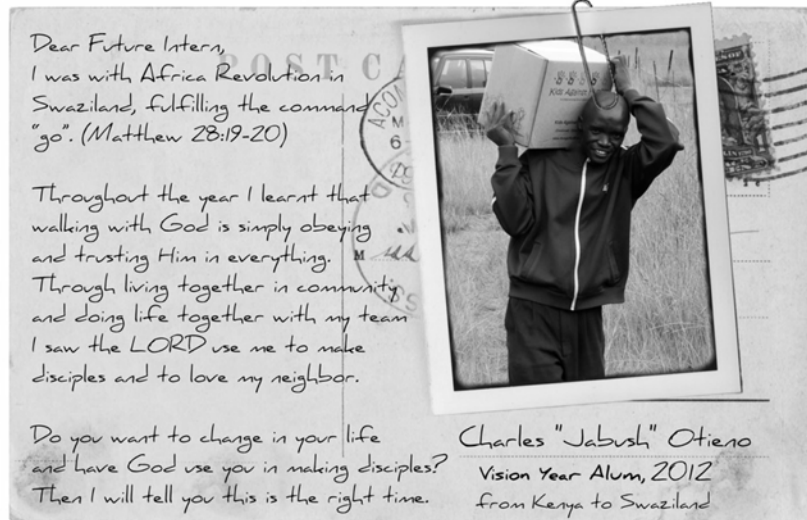 Dear Future Intern,
I was with Africa Revolution in
Swaziland, fulfilling the command
"go". (Matthew 28:19-20)
Throughout the year I learnt that
walking with God is simply obeying
and trusting Him in everything.
Through living together in community
and doing life together with my team
I saw the LORD use me to make
disciples and to love my neighbor.
Do you want to change in your life
and have God use you in making disciples?
Then I will tell you this is the right time.
POST CA
Kids Against
Charles "Jabush" Otieno
Vision Year Alum, 2012
from Kenya to Swaziland